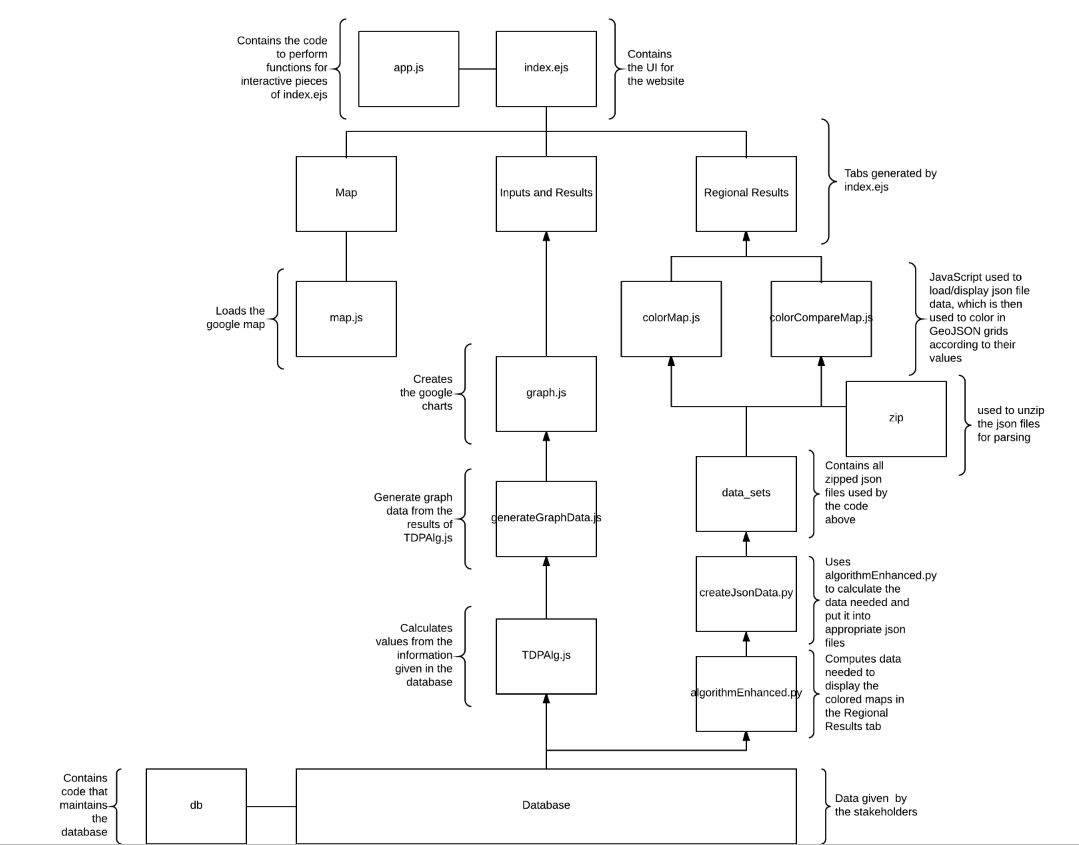 Contains the code
to perform
functions for
interactive pieces
of index.ejs
app.js
index.ejs
Contains
the UI for
the website
Map
Inputs and Results
Regional Results
Tabs generated by
index.ejs
Loads the
google map
map.js
colorMap.js
colorCompareMap.js
JavaScript used to
load/display json file
data, which is then
used to color in
GeoJSON grids
according to their
values
Creates
the google
charts
graph.js
zip
used to unzip
the json files
for parsing
Generate graph
data from the
results of
TDPAlg.js
generateGraphData.js
data_sets
Contains all
zipped json
files used by
the code
above
createJsonData.py
Uses
algorithmEnhanced.py
to calculate the
data needed and
put it into
appropriate json
files
Calculates
values from the
information
given in the
database
TDPAlg.js
algorithmEnhanced.py
Computes data
needed to
display the
colored maps in
the Regional
Results tab
Contains
code that
maintains
the
database
db
Database
Data given  by
the stakeholders